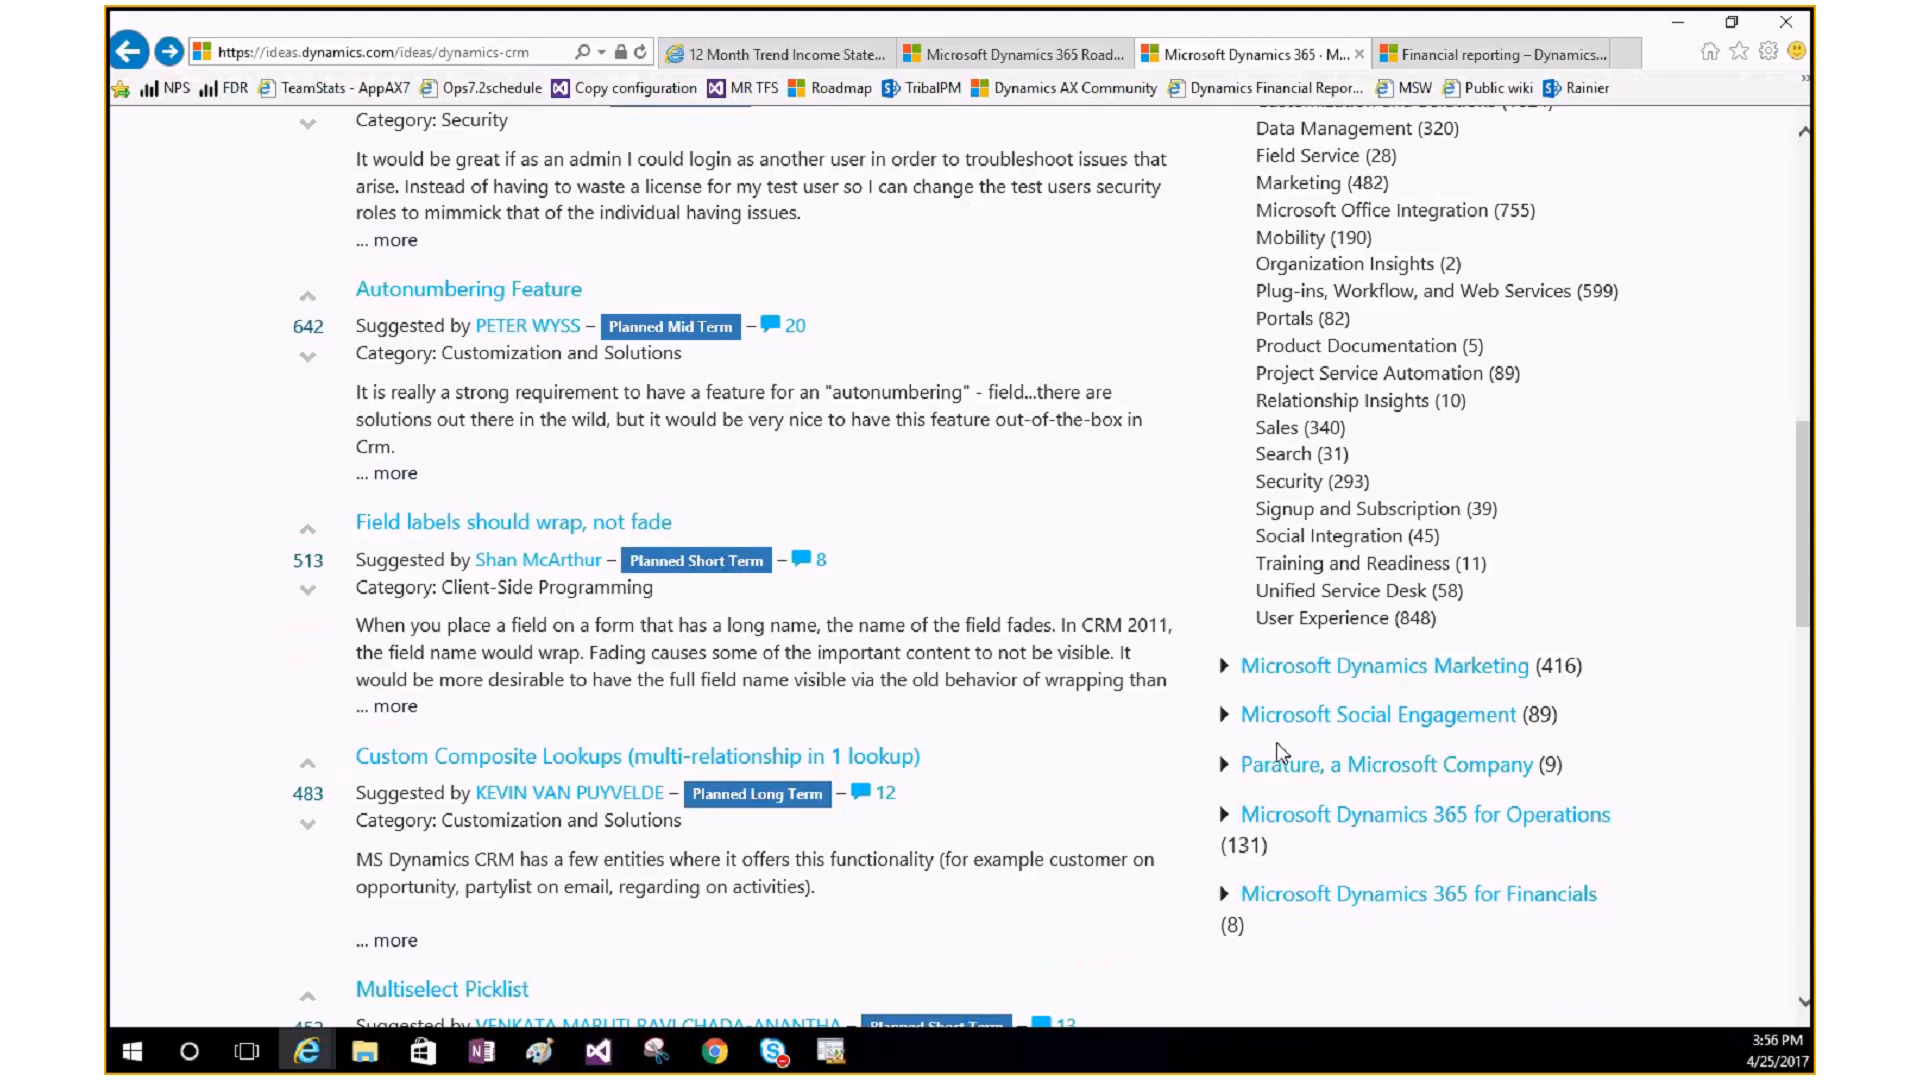 https://ideas.dynamics.com/ideas/dynamics-crm
12 Month Trend Income State...
Microsoft Dynamics 365 Road...
Microsoft Dynamics 365 - M...
Financial reporting – Dynamics...
NPS
FDR
TeamStats - AppAX7
Ops7.2schedule
Copy configuration
MR TFS
Roadmap
TribalPM
Dynamics AX Community
Dynamics Financial Repor...
MSW
Public wiki
Rainier
Category: Security
It would be great if as an admin I could login as another user in order to troubleshoot issues that
arise. Instead of having to waste a license for my test user so I can change the test users security
roles to mimmick that of the individual having issues.
... more
Autonumbering Feature
642
Suggested by PETER WYSS – Planned Mid Term – 20
Category: Customization and Solutions
It is really a strong requirement to have a feature for an "autonumbering" - field...there are
solutions out there in the wild, but it would be very nice to have this feature out-of-the-box in
Crm.
... more
Field labels should wrap, not fade
513
Suggested by Shan McArthur – Planned Short Term – 8
Category: Client-Side Programming
When you place a field on a form that has a long name, the name of the field fades. In CRM 2011,
the field name would wrap. Fading causes some of the important content to not be visible. It
would be more desirable to have the full field name visible via the old behavior of wrapping than
... more
Custom Composite Lookups (multi-relationship in 1 lookup)
483
Suggested by KEVIN VAN PUYVELDE – Planned Long Term – 12
Category: Customization and Solutions
MS Dynamics CRM has a few entities where it offers this functionality (for example customer on
opportunity, partylist on email, regarding on activities).
... more
Multiselect Picklist
452
Suggested by VENKATA MARUTI RAVI CHADA-ANANTHA – Planned Short Term – 13
Data Management (320)
Field Service (28)
Marketing (482)
Microsoft Office Integration (755)
Mobility (190)
Organization Insights (2)
Plug-ins, Workflow, and Web Services (599)
Portals (82)
Product Documentation (5)
Project Service Automation (89)
Relationship Insights (10)
Sales (340)
Search (31)
Security (293)
Signup and Subscription (39)
Social Integration (45)
Training and Readiness (11)
Unified Service Desk (58)
User Experience (848)
Microsoft Dynamics Marketing (416)
Microsoft Social Engagement (89)
Parature, a Microsoft Company (9)
Microsoft Dynamics 365 for Operations
(131)
Microsoft Dynamics 365 for Financials
(8)
3:56 PM
4/25/2017